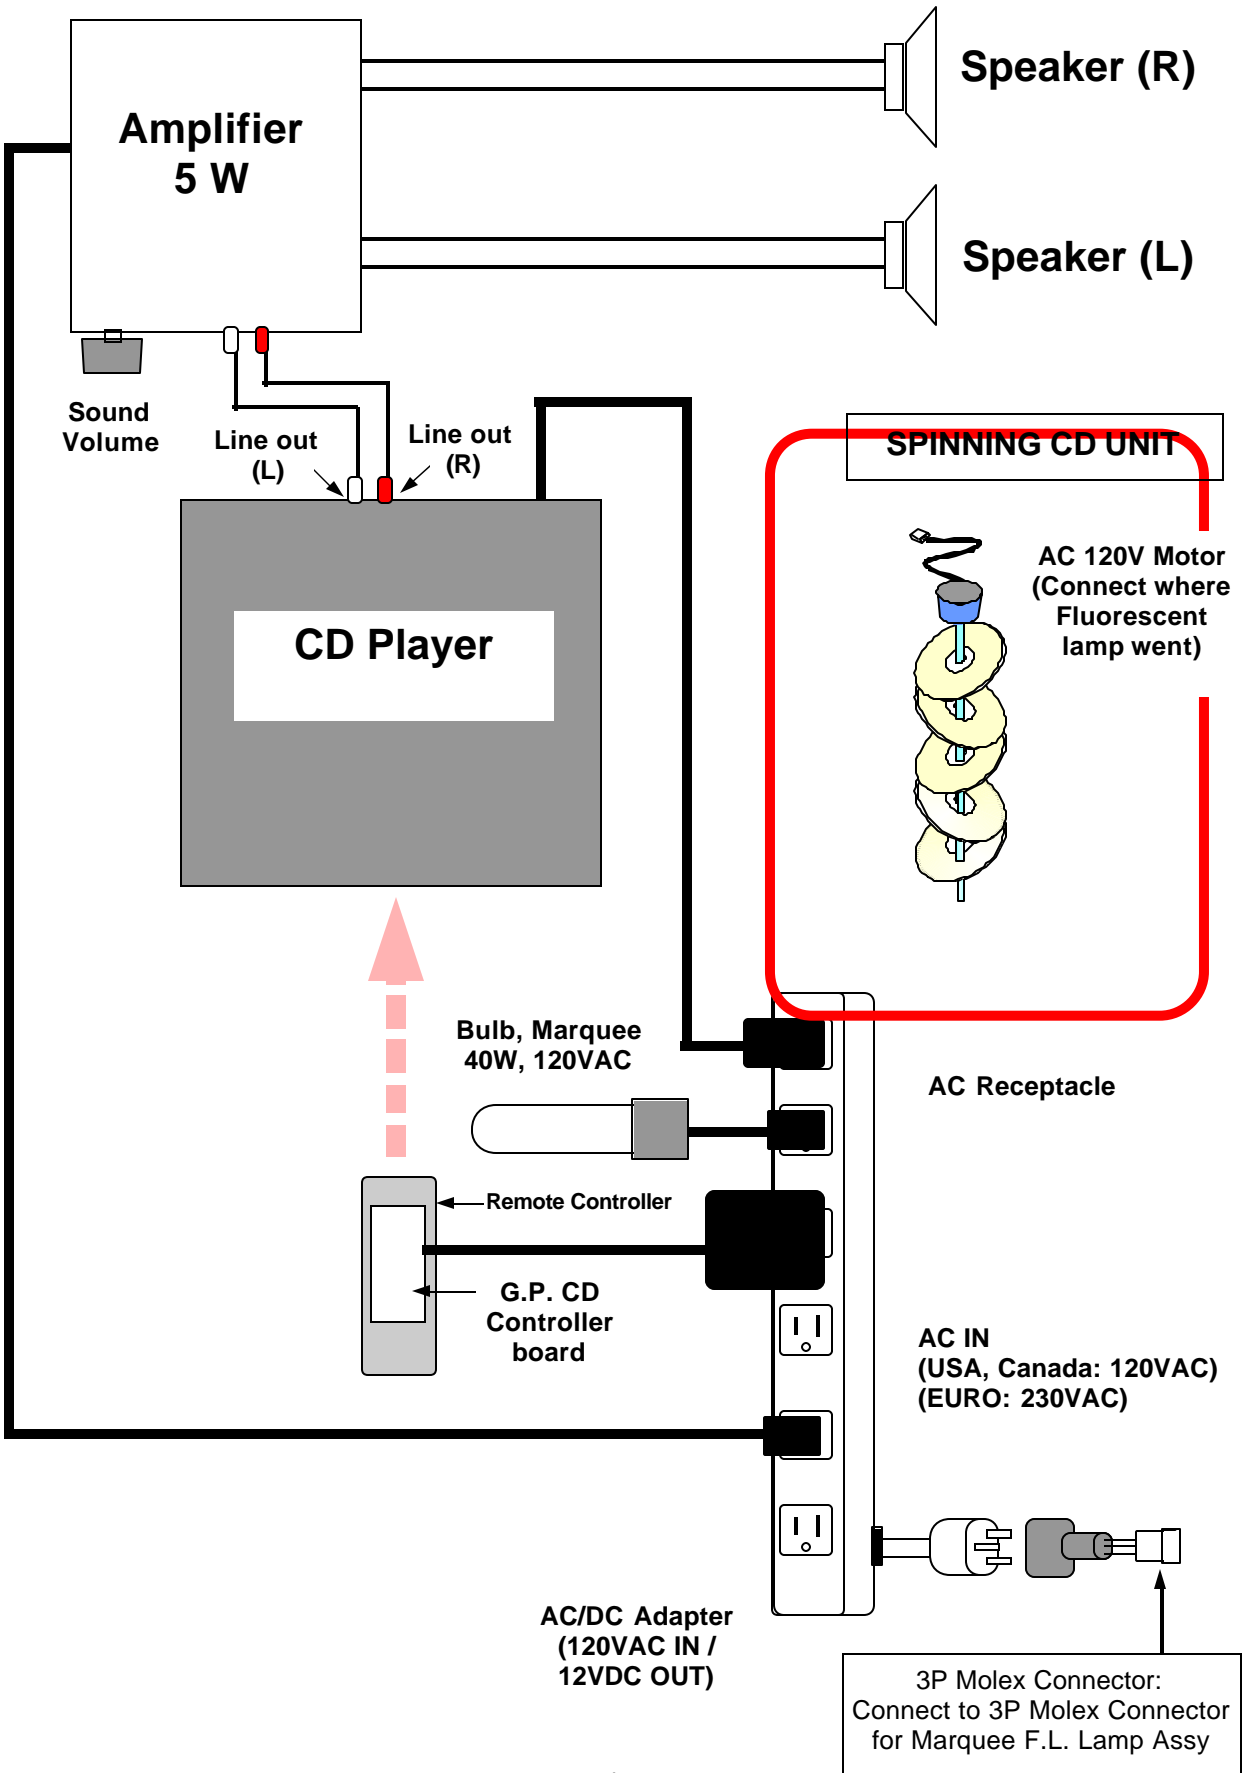 Speaker (R)
Amplifier
5 W
Speaker (L)
Sound
Volume
Line out
(L)
Line out
(R)
SPINNING CD UNIT
AC 120V Motor
(Connect where
Fluorescent
lamp went)
CD Player
Bulb, Marquee
40W, 120VAC
AC Receptacle
Remote Controller
G.P. CD
Controller
board
AC IN
(USA, Canada: 120VAC)
(EURO: 230VAC)
AC/DC Adapter
(120VAC IN /
12VDC OUT)
3P Molex Connector:
Connect to 3P Molex Connector
for Marquee F.L. Lamp Assy